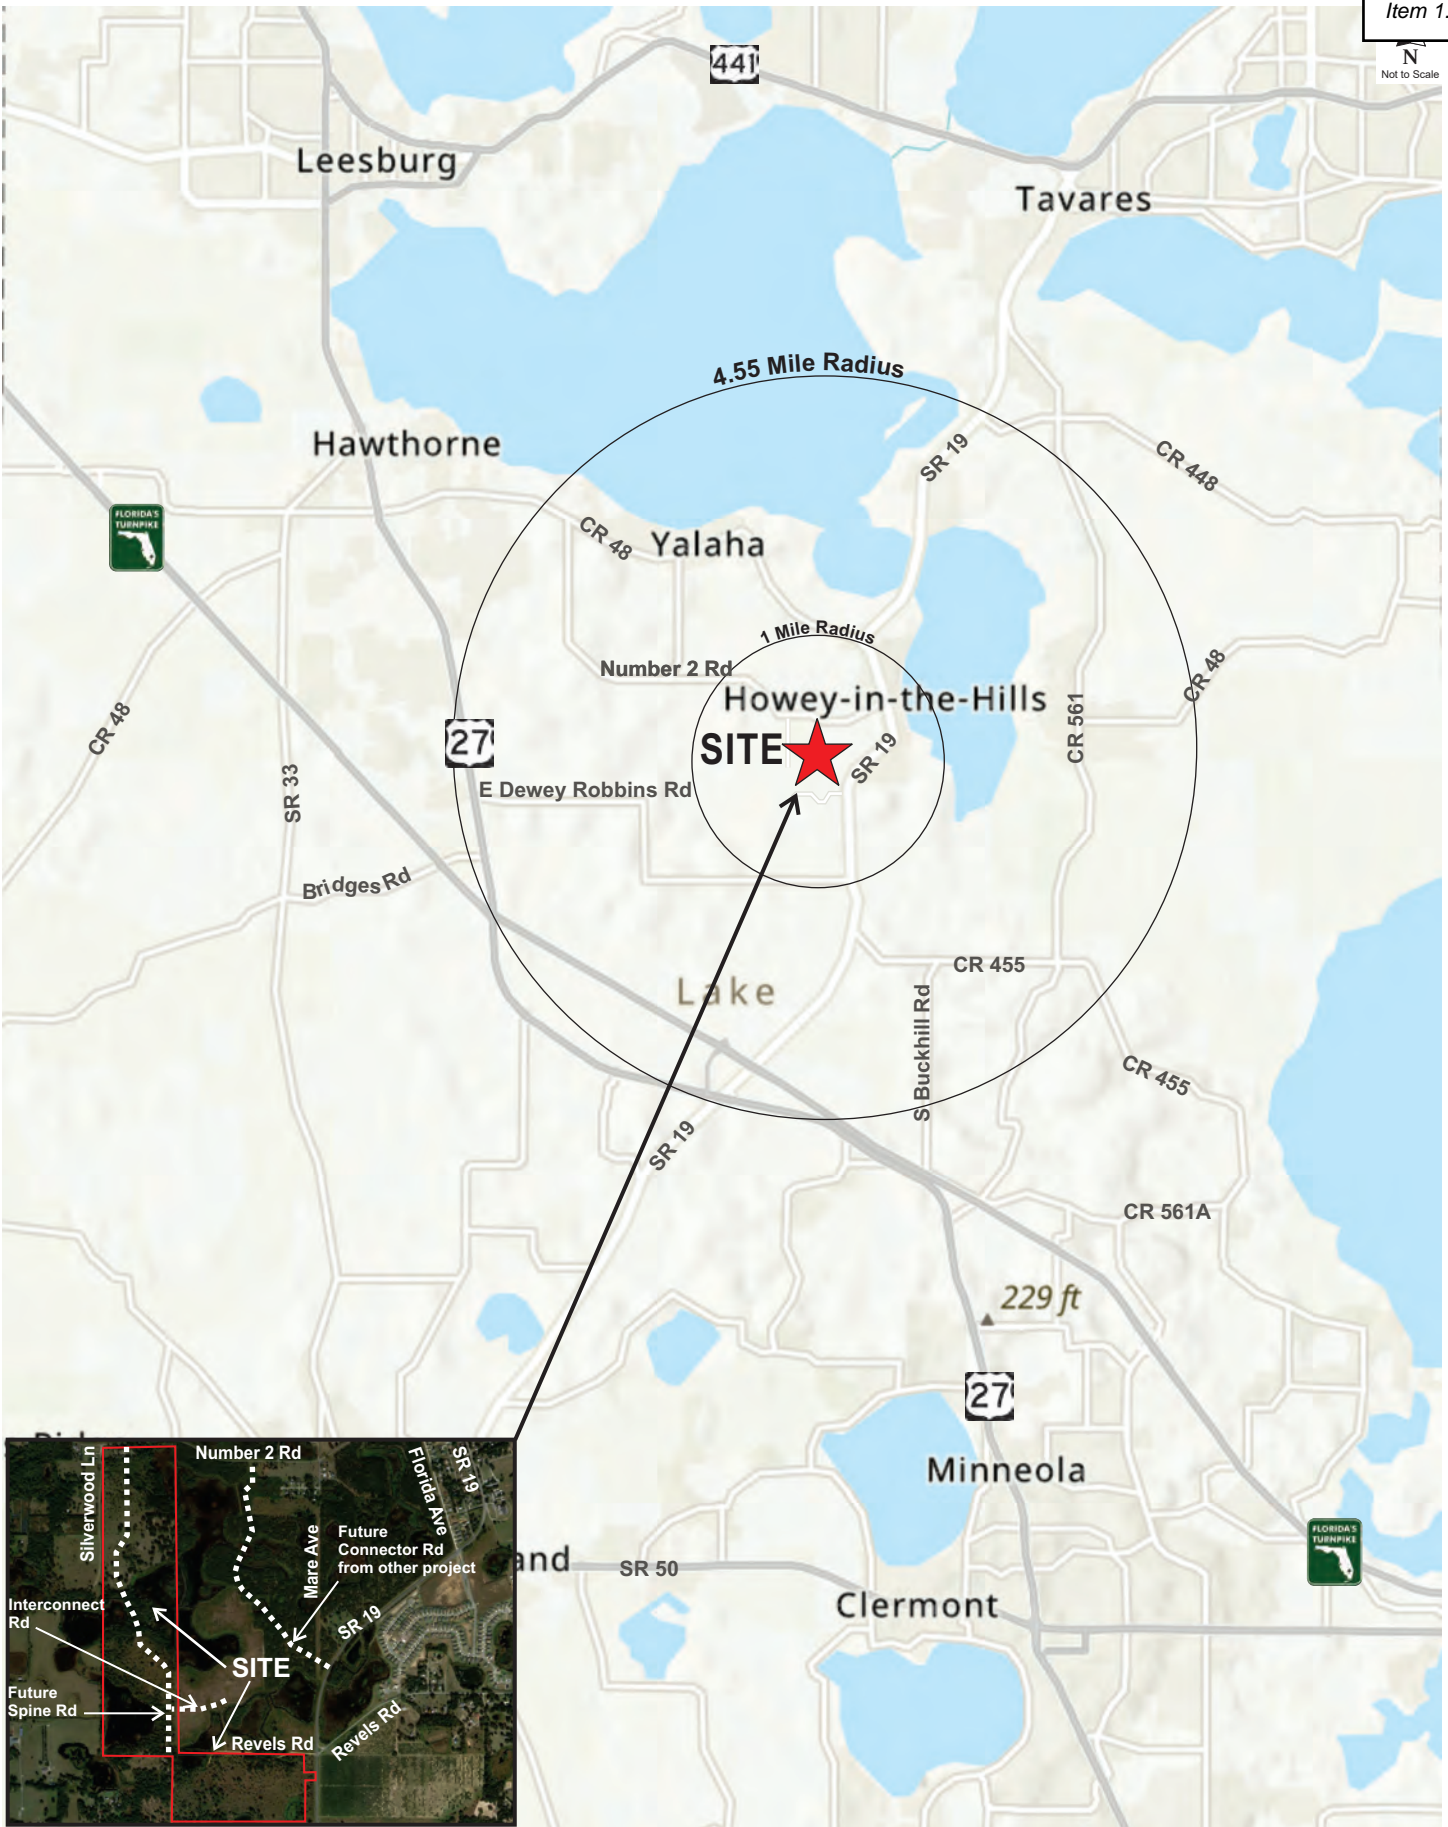 Item 1.
N
Not to Scale
441
Leesburg
Tavares
4.55 Mile Radius
Hawthorne
SR 19
CR 448
FLORIDA'S
TURNPIKE
CR 48
Yalaha
1 Mile Radius
Number 2 Rd
Howey-in-the-Hills
CR 48
CR 48
CR 561
27
SITE
SR 19
SR 33
E Dewey Robbins Rd
Bridges Rd
CR 455
Lake
S Buckhill Rd
CR 455
SR 19
CR 561A
229 ft
27
Minneola
FLORIDA'S
TURNPIKE
and
SR 50
Clermont
Silverwood Ln
Number 2 Rd
Florida Ave
SR 19
Mare Ave
Future
Connector Rd
from other project
Interconnect
Rd
SR 19
SITE
Future
Spine Rd
Revels Rd
Revels Rd